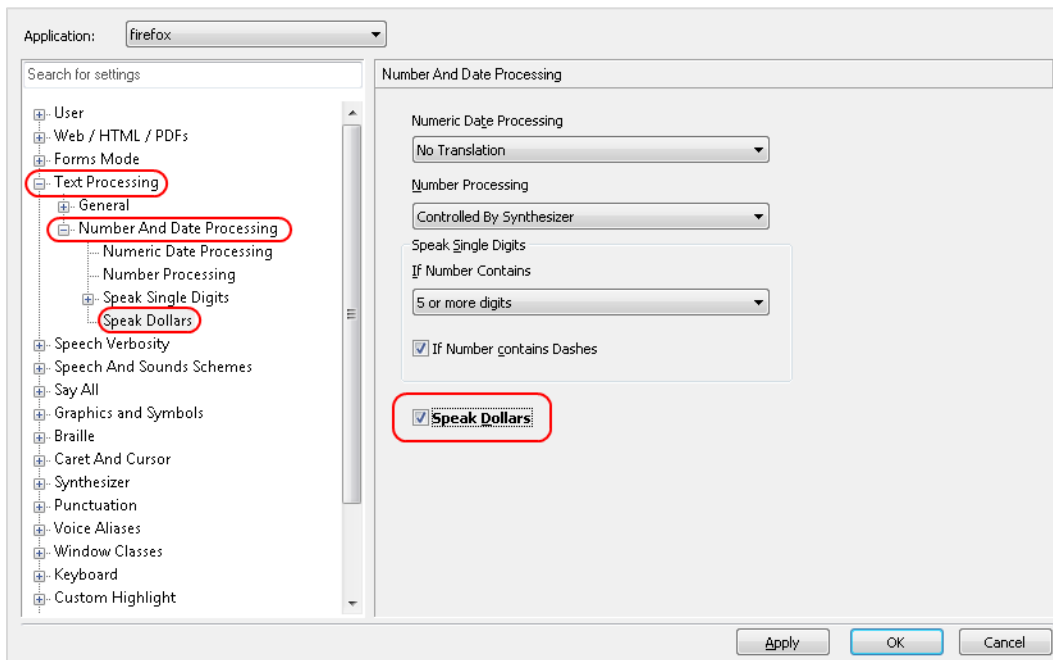 Application: firefox
Search for settings
User
Web / HTML / PDFs
Forms Mode
Text Processing
General
Number And Date Processing
Numeric Date Processing
Number Processing
Speak Single Digits
Speak Dollars
Speech Verbosity
Speech And Sounds Schemes
Say All
Graphics and Symbols
Braille
Caret And Cursor
Synthesizer
Punctuation
Voice Aliases
Window Classes
Keyboard
Custom Highlight
Number And Date Processing
Numeric Date Processing
No Translation
Number Processing
Controlled By Synthesizer
Speak Single Digits
If Number Contains
5 or more digits
If Number contains Dashes
Speak Dollars
Apply OK Cancel